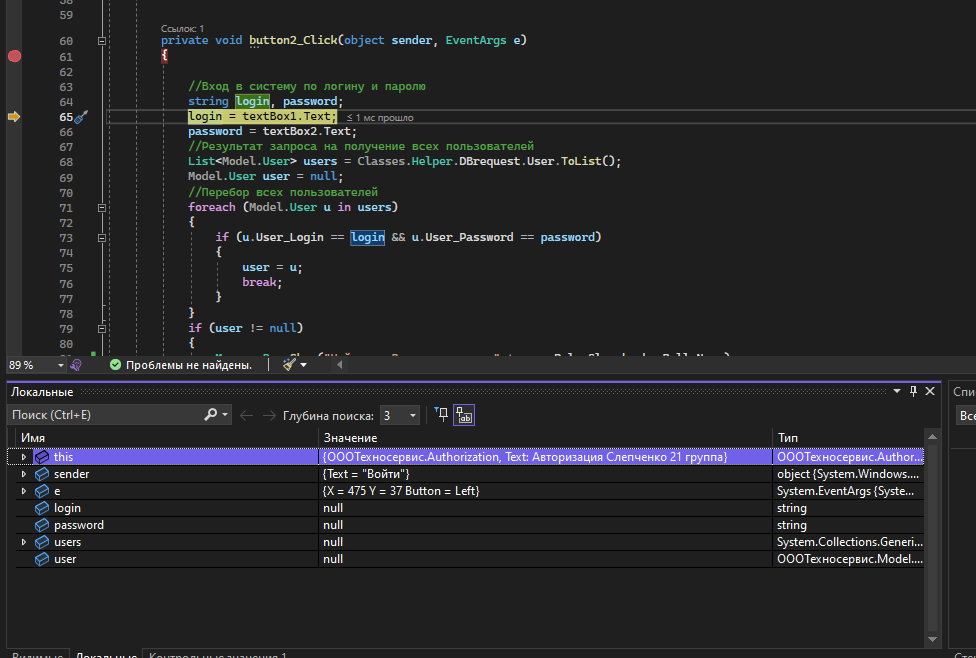 58
59
Ссылок: 1
60 private void button2_Click(object sender, EventArgs e)
61 {
62
63 //Вход в систему по логину и паролю
64 string login, password;
65 login = textBox1.Text; ≤ 1 мс прошло
66 password = textBox2.Text;
67 //Результат запроса на получение всех пользователей
68 List<Model.User> users = Classes.Helper.DBrequest.User.ToList();
69 Model.User user = null;
70 //Перебор всех пользователей
71 foreach (Model.User u in users)
72 {
73 if (u.User_Login == login && u.User_Password == password)
74 {
75 user = u;
76 break;
77 }
78 }
79 if (user != null)
80 {
89 % Проблемы не найдены.
Локальные
Поиск (Ctrl+E) Глубина поиска: 3
Имя Значение Тип
this {ОООТехносервис.Authorization, Text: Авторизация Слепченко 21 группа} ОООТехносервис.Author...
sender {Text = "Войти"} object {System.Windows....
e {X = 475 Y = 37 Button = Left} System.EventArgs {Syste...
login null string
password null string
users null System.Collections.Generi...
user null ОООТехносервис.Model....
Спи
Все
Видимые Локальные Контрольные значения 1